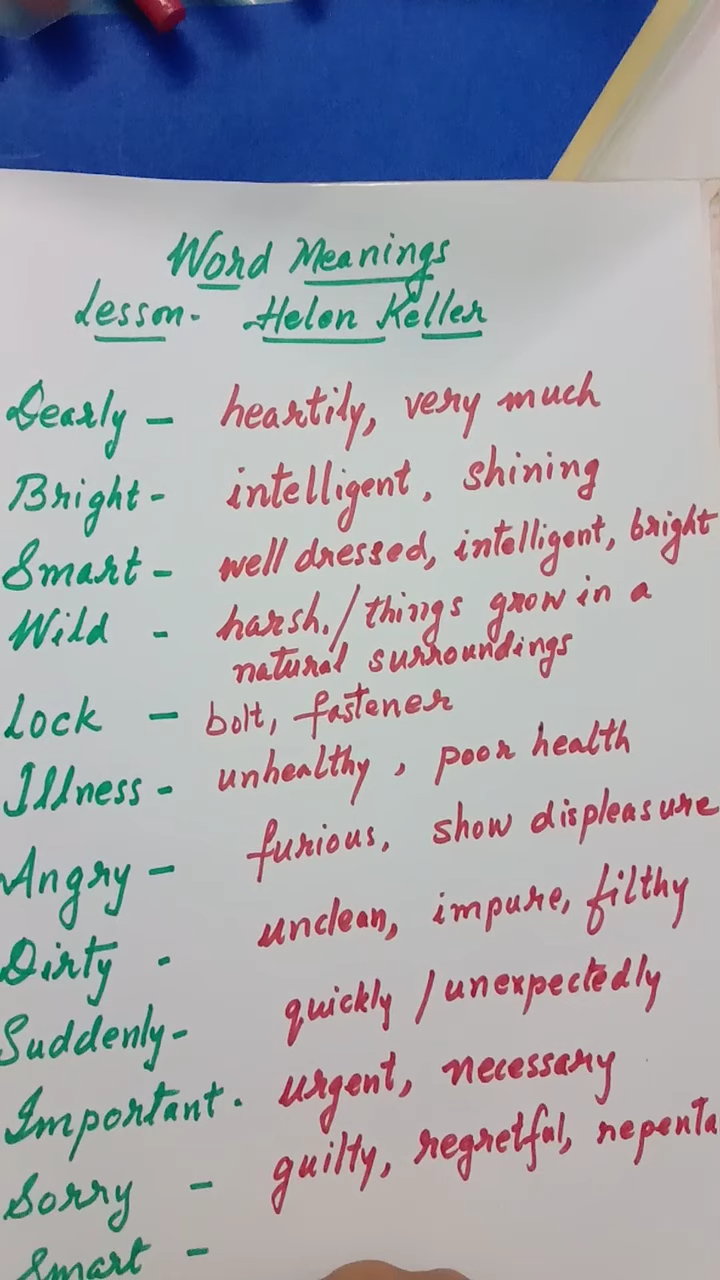 Word Meanings
Lesson- Helen Keller
Dearly - heartily, very much
Bright- intelligent, shining
Smart- well dressed, intelligent, bright
Wild - harsh./things grow in a
natural surroundings
Lock - bolt, fastener
Illness- unhealthy, poor health
Angry- furious, show displeasure
Dirty - unclean, impure, filthy
Suddenly- quickly/unexpectedly
Important. urgent, necessary
Sorry - guilty, regretful, repenta
Smart -